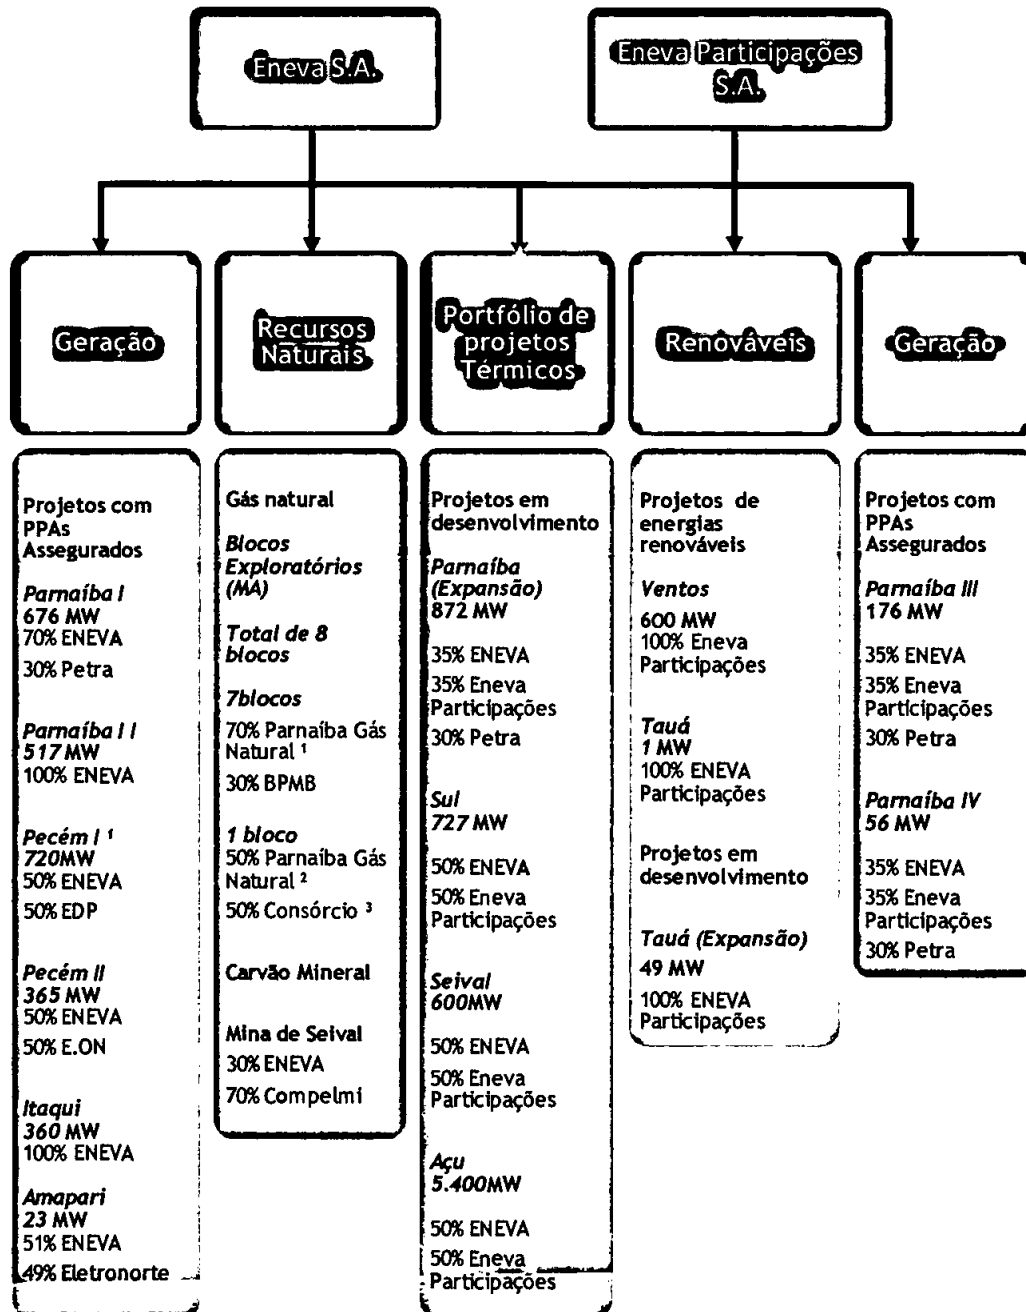 Eneva S.A.
Eneva Participações
S.A.
Geração
Recursos
Naturais
Portfólio de
projetos
Térmicos
Renováveis
Geração
Projetos com
PPAs
Assegurados
Parnaíba I
676 MW
70% ENEVA
30% Petra
Parnaíba II
517 MW
100% ENEVA
Pecém I ¹
720MW
50% ENEVA
50% EDP
Pecém II
365 MW
50% ENEVA
50% E.ON
Itaqui
360 MW
100% ENEVA
Amapari
23 MW
51% ENEVA
49% Eletronorte
Gás natural
Blocos
Exploratórios
(MA)
Total de 8
blocos
7blocos
70% Parnaíba Gás
Natural ¹
30% BPMB
1 bloco
50% Parnaíba Gás
Natural ²
50% Consórcio ³
Carvão Mineral
Mina de Seival
30% ENEVA
70% Compelmi
Projetos em
desenvolvimento
Parnaíba
(Expansão)
872 MW
35% ENEVA
35% Eneva
Participações
30% Petra
Sul
727 MW
50% ENEVA
50% Eneva
Participações
Seival
600MW
50% ENEVA
50% Eneva
Participações
Açu
5.400MW
50% ENEVA
50% Eneva
Participações
Projetos de
energias
renováveis
Ventos
600 MW
100% Eneva
Participações
Tauá
1 MW
100% ENEVA
Participações
Projetos em
desenvolvimento
Tauá (Expansão)
49 MW
100% ENEVA
Participações
Projetos com
PPAs
Assegurados
Parnaíba III
176 MW
35% ENEVA
35% Eneva
Participações
30% Petra
Parnaíba IV
56 MW
35% ENEVA
35% Eneva
Participações
30% Petra